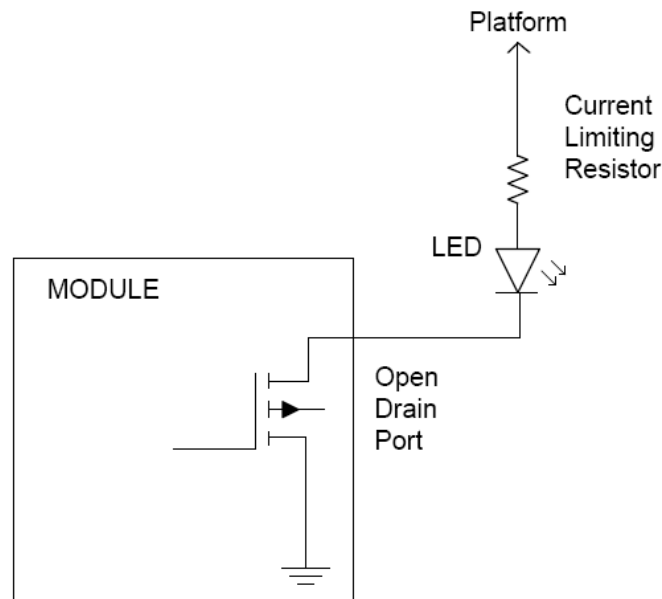 Platform
Current
Limiting
Resistor
LED
MODULE
Open
Drain
Port